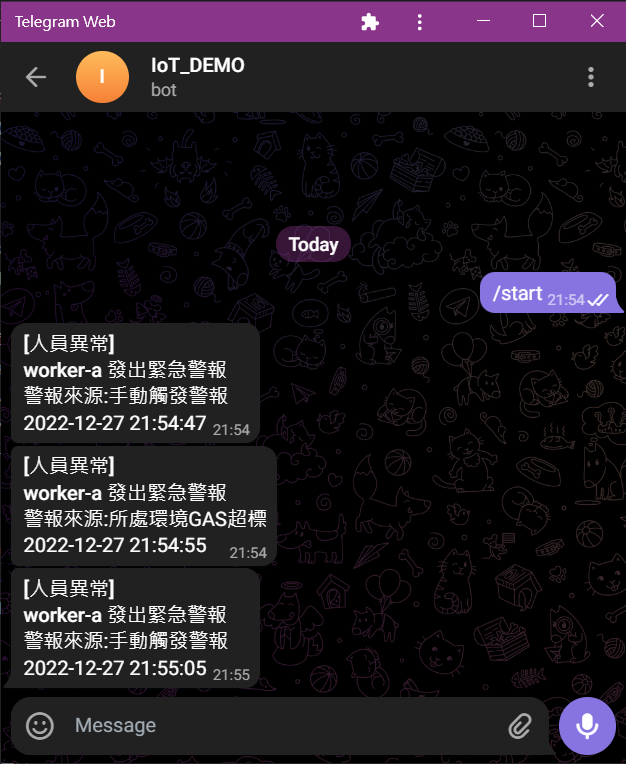 Telegram Web
I
IoT_DEMO
bot
Today
/start 21:54
[人員異常]
worker-a 發出緊急警報
警報來源:手動觸發警報
2022-12-27 21:54:47 21:54
[人員異常]
worker-a 發出緊急警報
警報來源:所處環境GAS超標
2022-12-27 21:54:55 21:54
[人員異常]
worker-a 發出緊急警報
警報來源:手動觸發警報
2022-12-27 21:55:05 21:55
Message